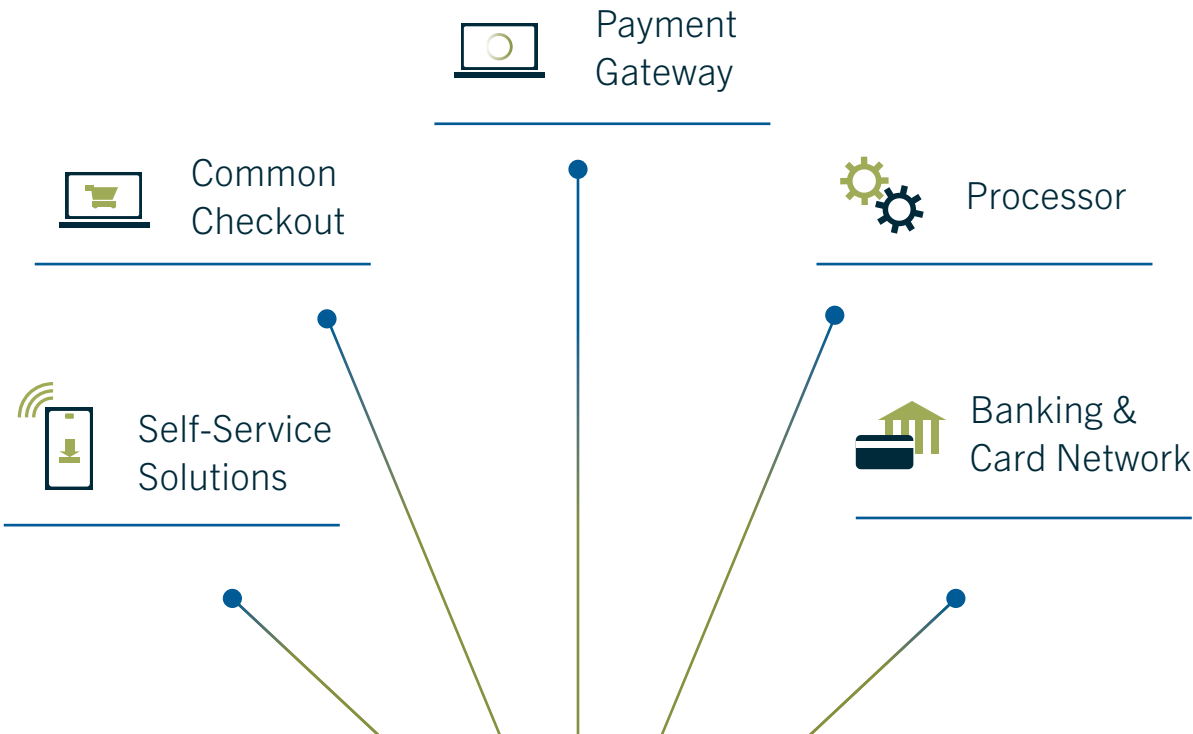 Payment
Gateway
Common
Checkout
Processor
Self-Service
Solutions
Banking &
Card Network